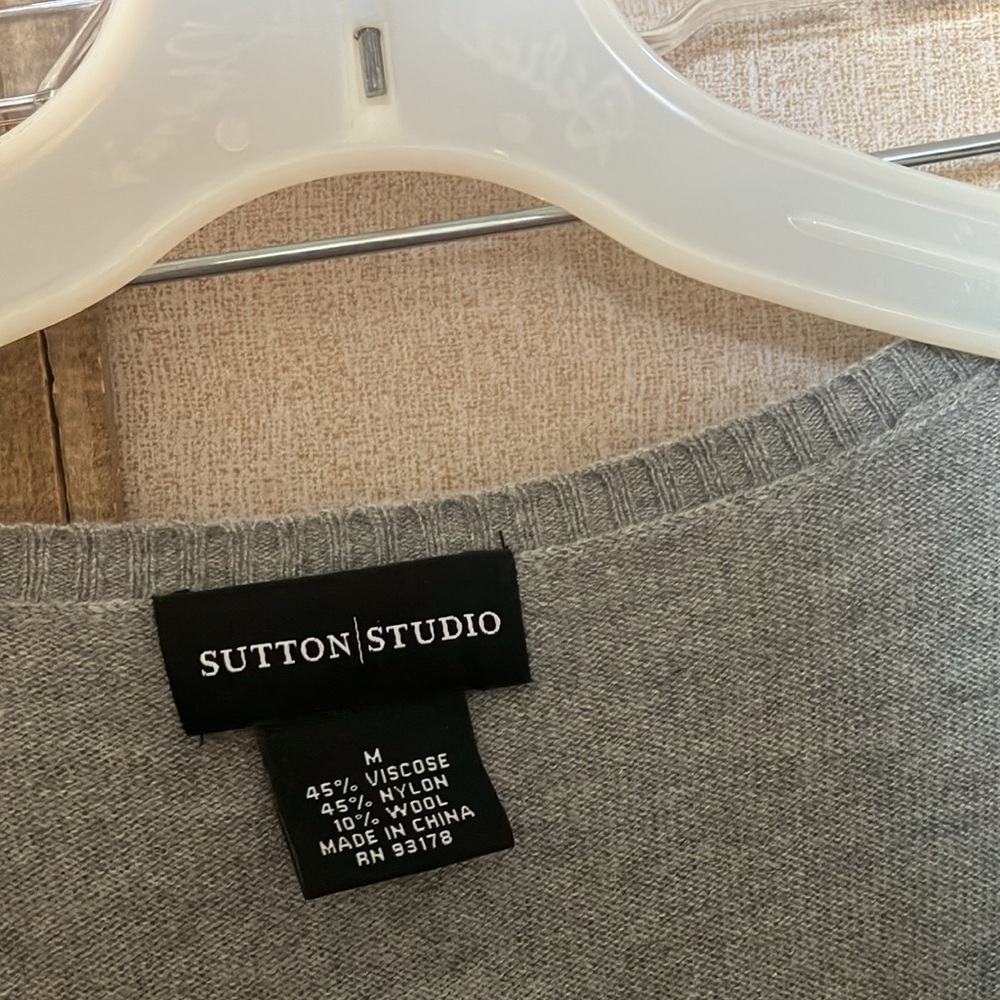 SUTTON|STUDIO
M
45% VISCOSE
45% NYLON
10% WOOL
MADE IN CHINA
RN 93178